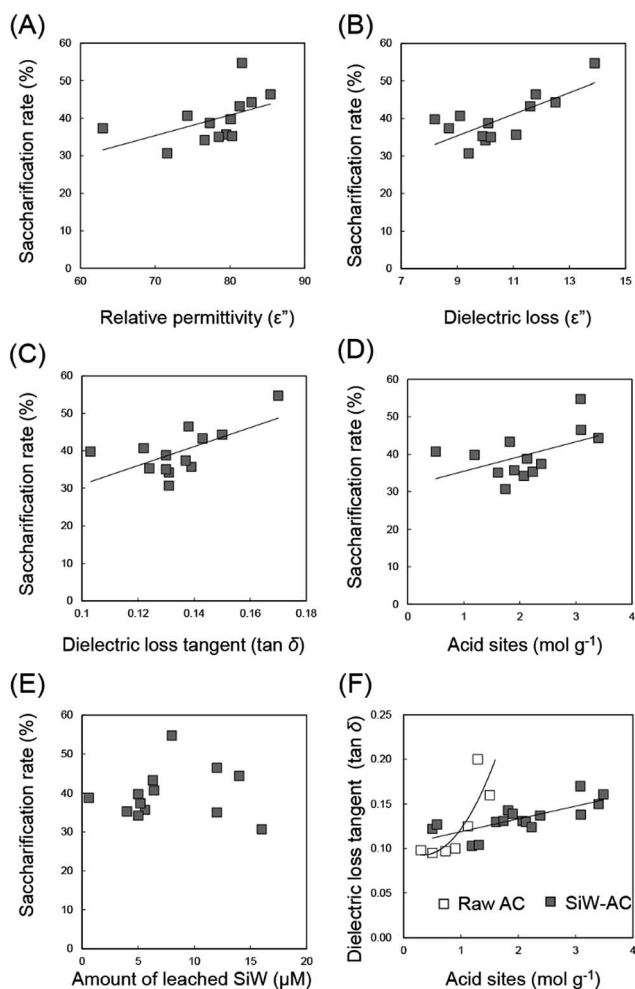 (A)
Saccharification rate (%)
60
50
40
30
20
10
0
60 70 80 90
Relative permittivity (ε”)
(B)
Saccharification rate (%)
60
50
40
30
20
10
0
7 9 11 13 15
Dielectric loss (ε”)
(C)
Saccharification rate (%)
60
50
40
30
20
10
0
0.1 0.12 0.14 0.16 0.18
Dielectric loss tangent (tan δ)
(D)
Saccharification rate (%)
60
50
40
30
20
10
0
0 1 2 3 4
Acid sites (mol g⁻¹)
(E)
Saccharification rate (%)
60
50
40
30
20
10
0
0 5 10 15 20
Amount of leached SiW (μM)
(F)
Dielectric loss tangent (tan δ)
0.25
0.20
0.15
0.10
0.05
0.00
Raw AC SiW-AC
0 1 2 3 4
Acid sites (mol g⁻¹)